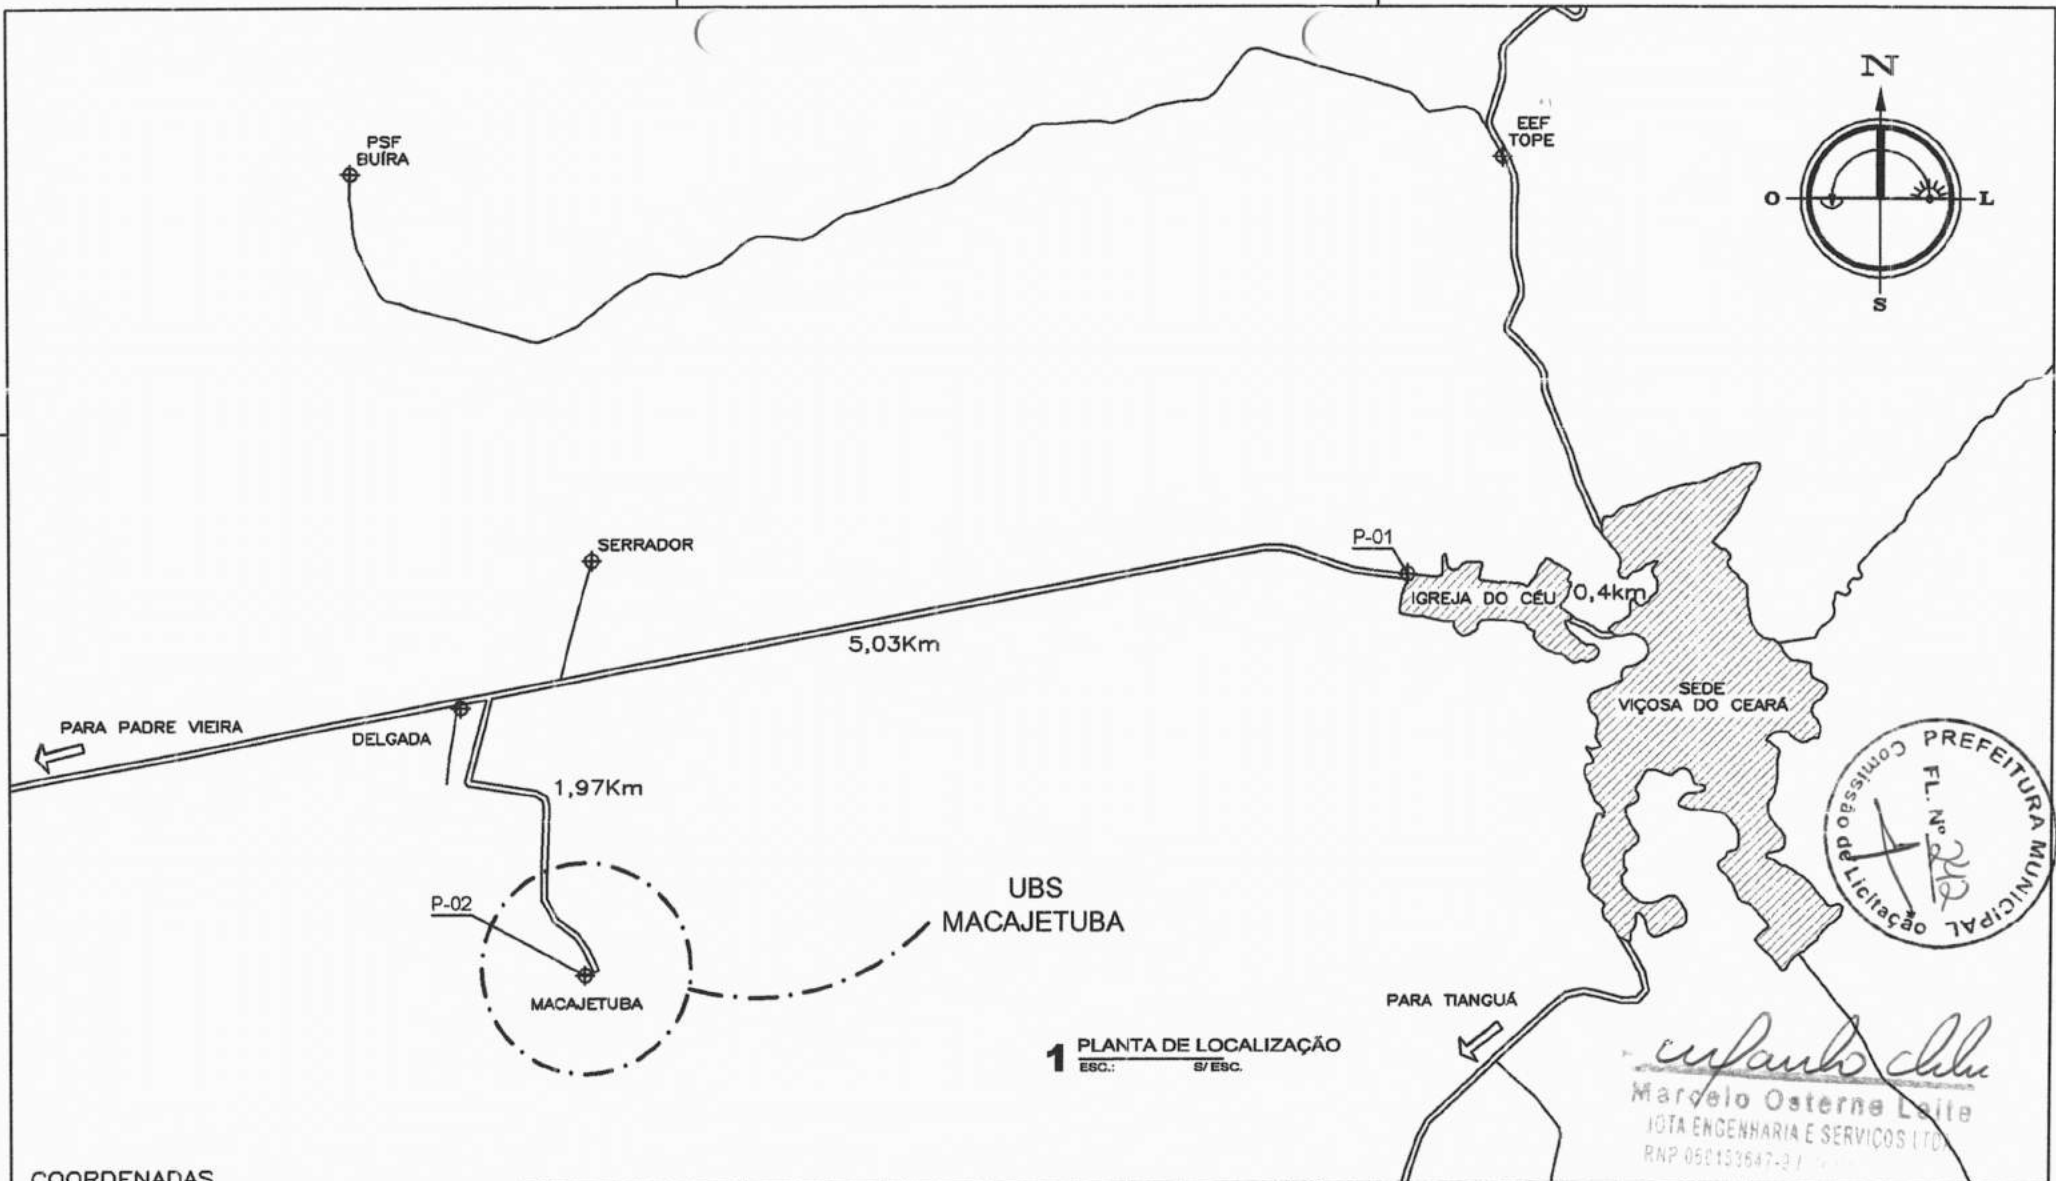 N
PSF
BUÍRA
EEF
TOPE
O
L
S
SERRADOR
P-01
IGREJA DO CÉU
0,4km
5,03Km
SEDE
VIÇOSA DO CEARÁ
PARA PADRE VIEIRA
DELGADA
1,97Km
PREFEITURA MUNICIPAL
Comissão de Licitação
FL. Nº
P-02
UBS
MACAJETUBA
MACAJETUBA
PARA TIANGUÁ
1 PLANTA DE LOCALIZAÇÃO
ESC.: S/ESC.
Marcelo Osterne Leite
JOTA ENGENHARIA E SERVIÇOS LTDA
COORDENADAS